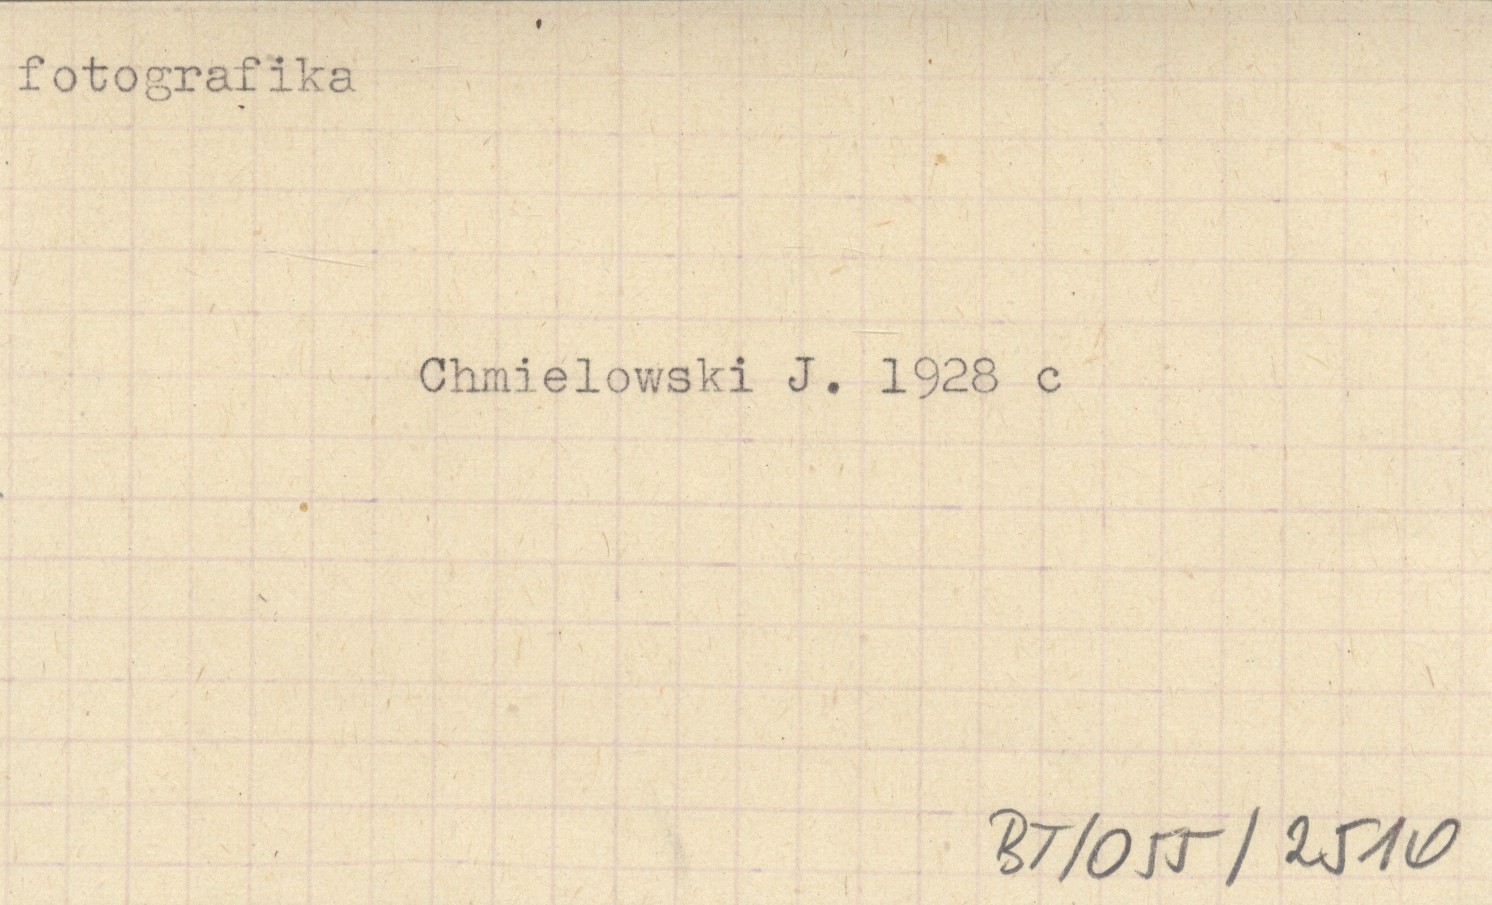 fotografika
Chmielowski J. 1928 c
BT/055/2510